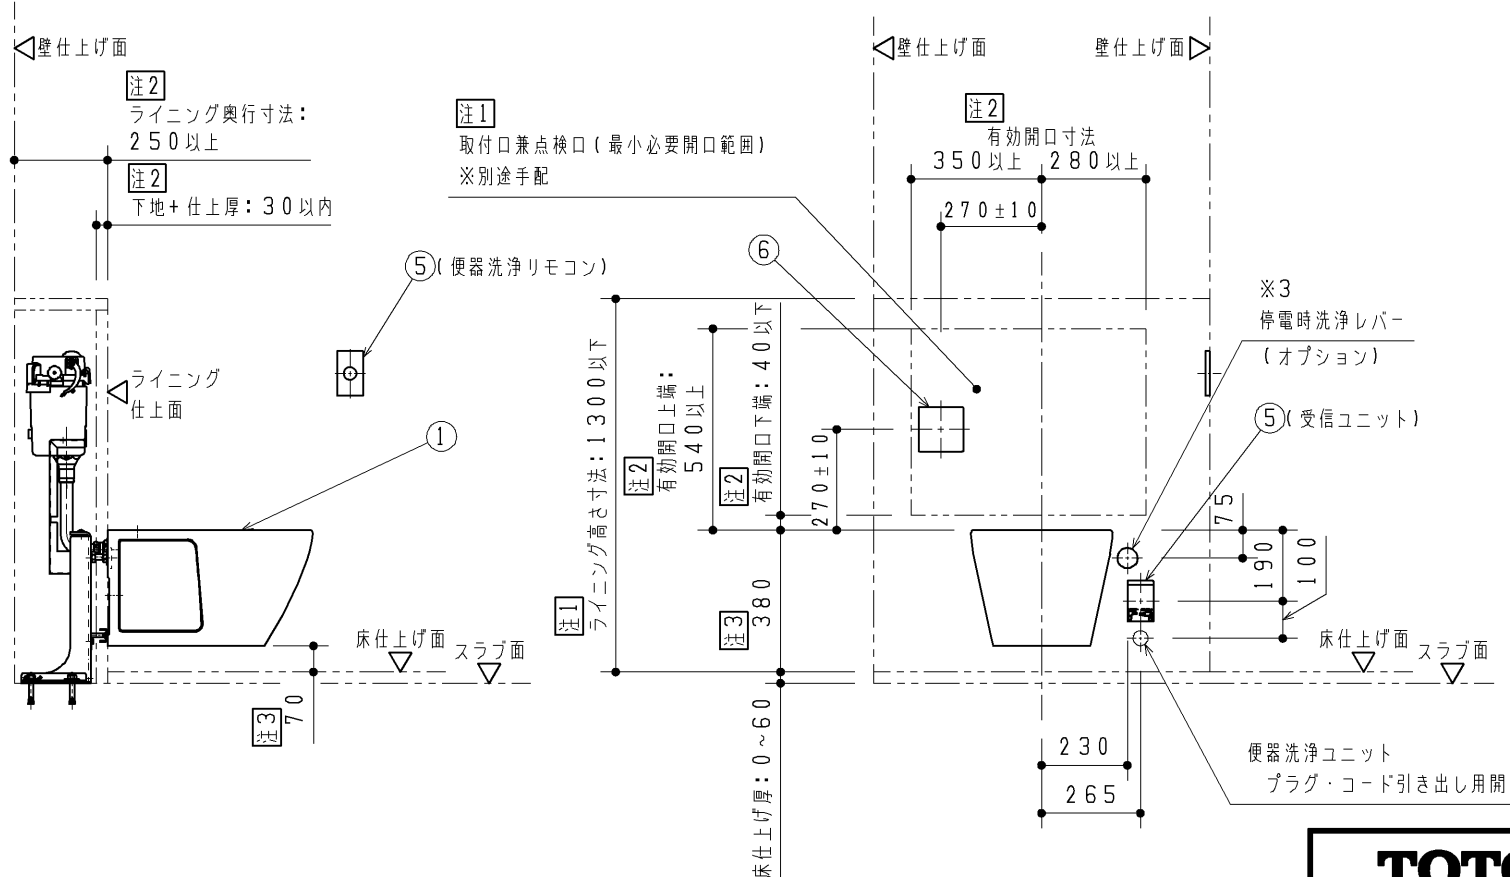 壁仕上げ面
壁仕上げ面
壁仕上げ面
注2
ライニング奥行寸法:
250以上
注2
下地+仕上厚:30以内
注1
取付口兼点検口(最小必要開口範囲)
※別途手配
注2
有効開口寸法
350以上
280以上
270±10
⑤(便器洗浄リモコン)
⑥
※3
停電時洗浄レバー
(オプション)
ライニング
仕上面
①
⑤(受信ユニット)
注1
ライニング高さ寸法:1300以下
注2
有効開口上端:
540以上
注2
有効開口下端:40以下
270±10
75
190
100
注3
380
床仕上げ面
スラブ面
床仕上げ面
スラブ面
注3
70
床仕上げ厚:0~60
230
265
便器洗浄ユニット
プラグ・コード引き出し用開
TOTO